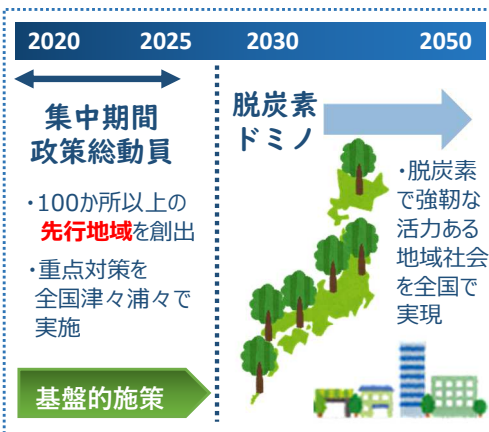 2020 2025 2030 2050
集中期間
政策総動員
・100か所以上の
先行地域を創出
・重点対策を
全国津々浦々で
実施
基盤的施策
脱炭素
ドミノ
・脱炭素
で強靭な
活力ある
地域社会
を全国で
実現